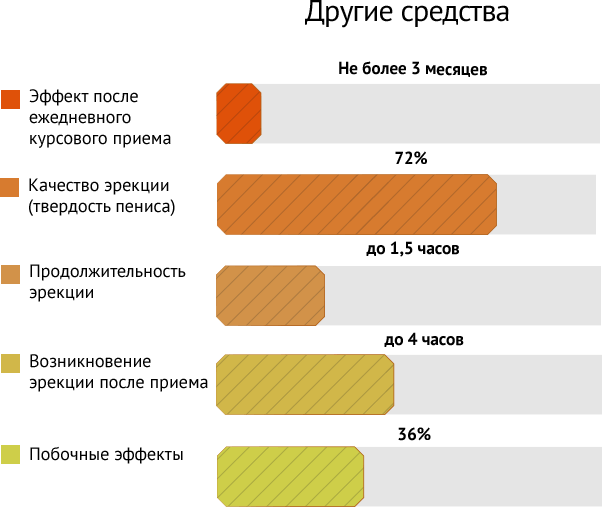 Другие средства
Не более 3 месяцев
Эффект после
ежедневного
курсового приема
72%
Качество эрекции
(твердость пениса)
до 1,5 часов
Продолжительность
эрекции
до 4 часов
Возникновение
эрекции после приема
36%
Побочные эффекты